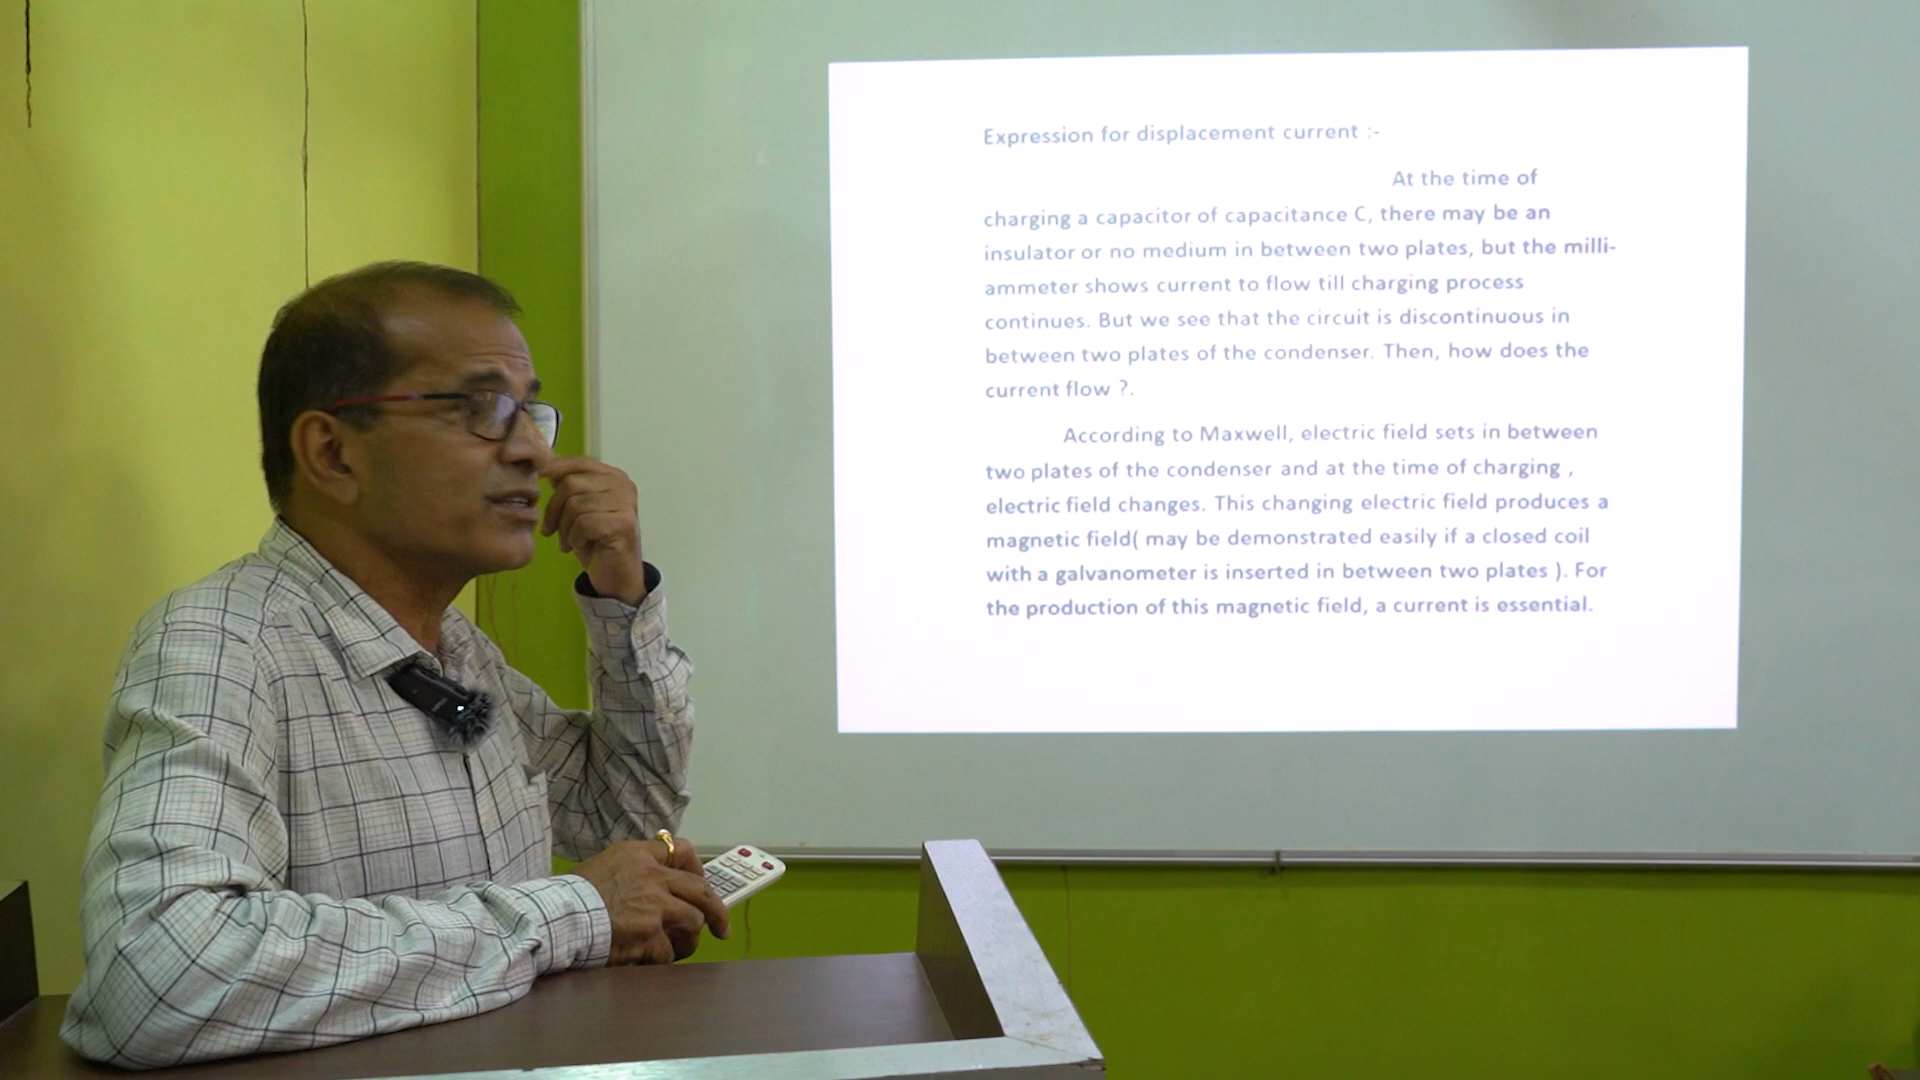 Expression for displacement current :-
At the time of
charging a capacitor of capacitance C, there may be an
insulator or no medium in between two plates, but the milli-
ammeter shows current to flow till charging process
continues. But we see that the circuit is discontinuous in
between two plates of the condenser. Then, how does the
current flow ?.
According to Maxwell, electric field sets in between
two plates of the condenser and at the time of charging ,
electric field changes. This changing electric field produces a
magnetic field( may be demonstrated easily if a closed coil
with a galvanometer is inserted in between two plates ). For
the production of this magnetic field, a current is essential.